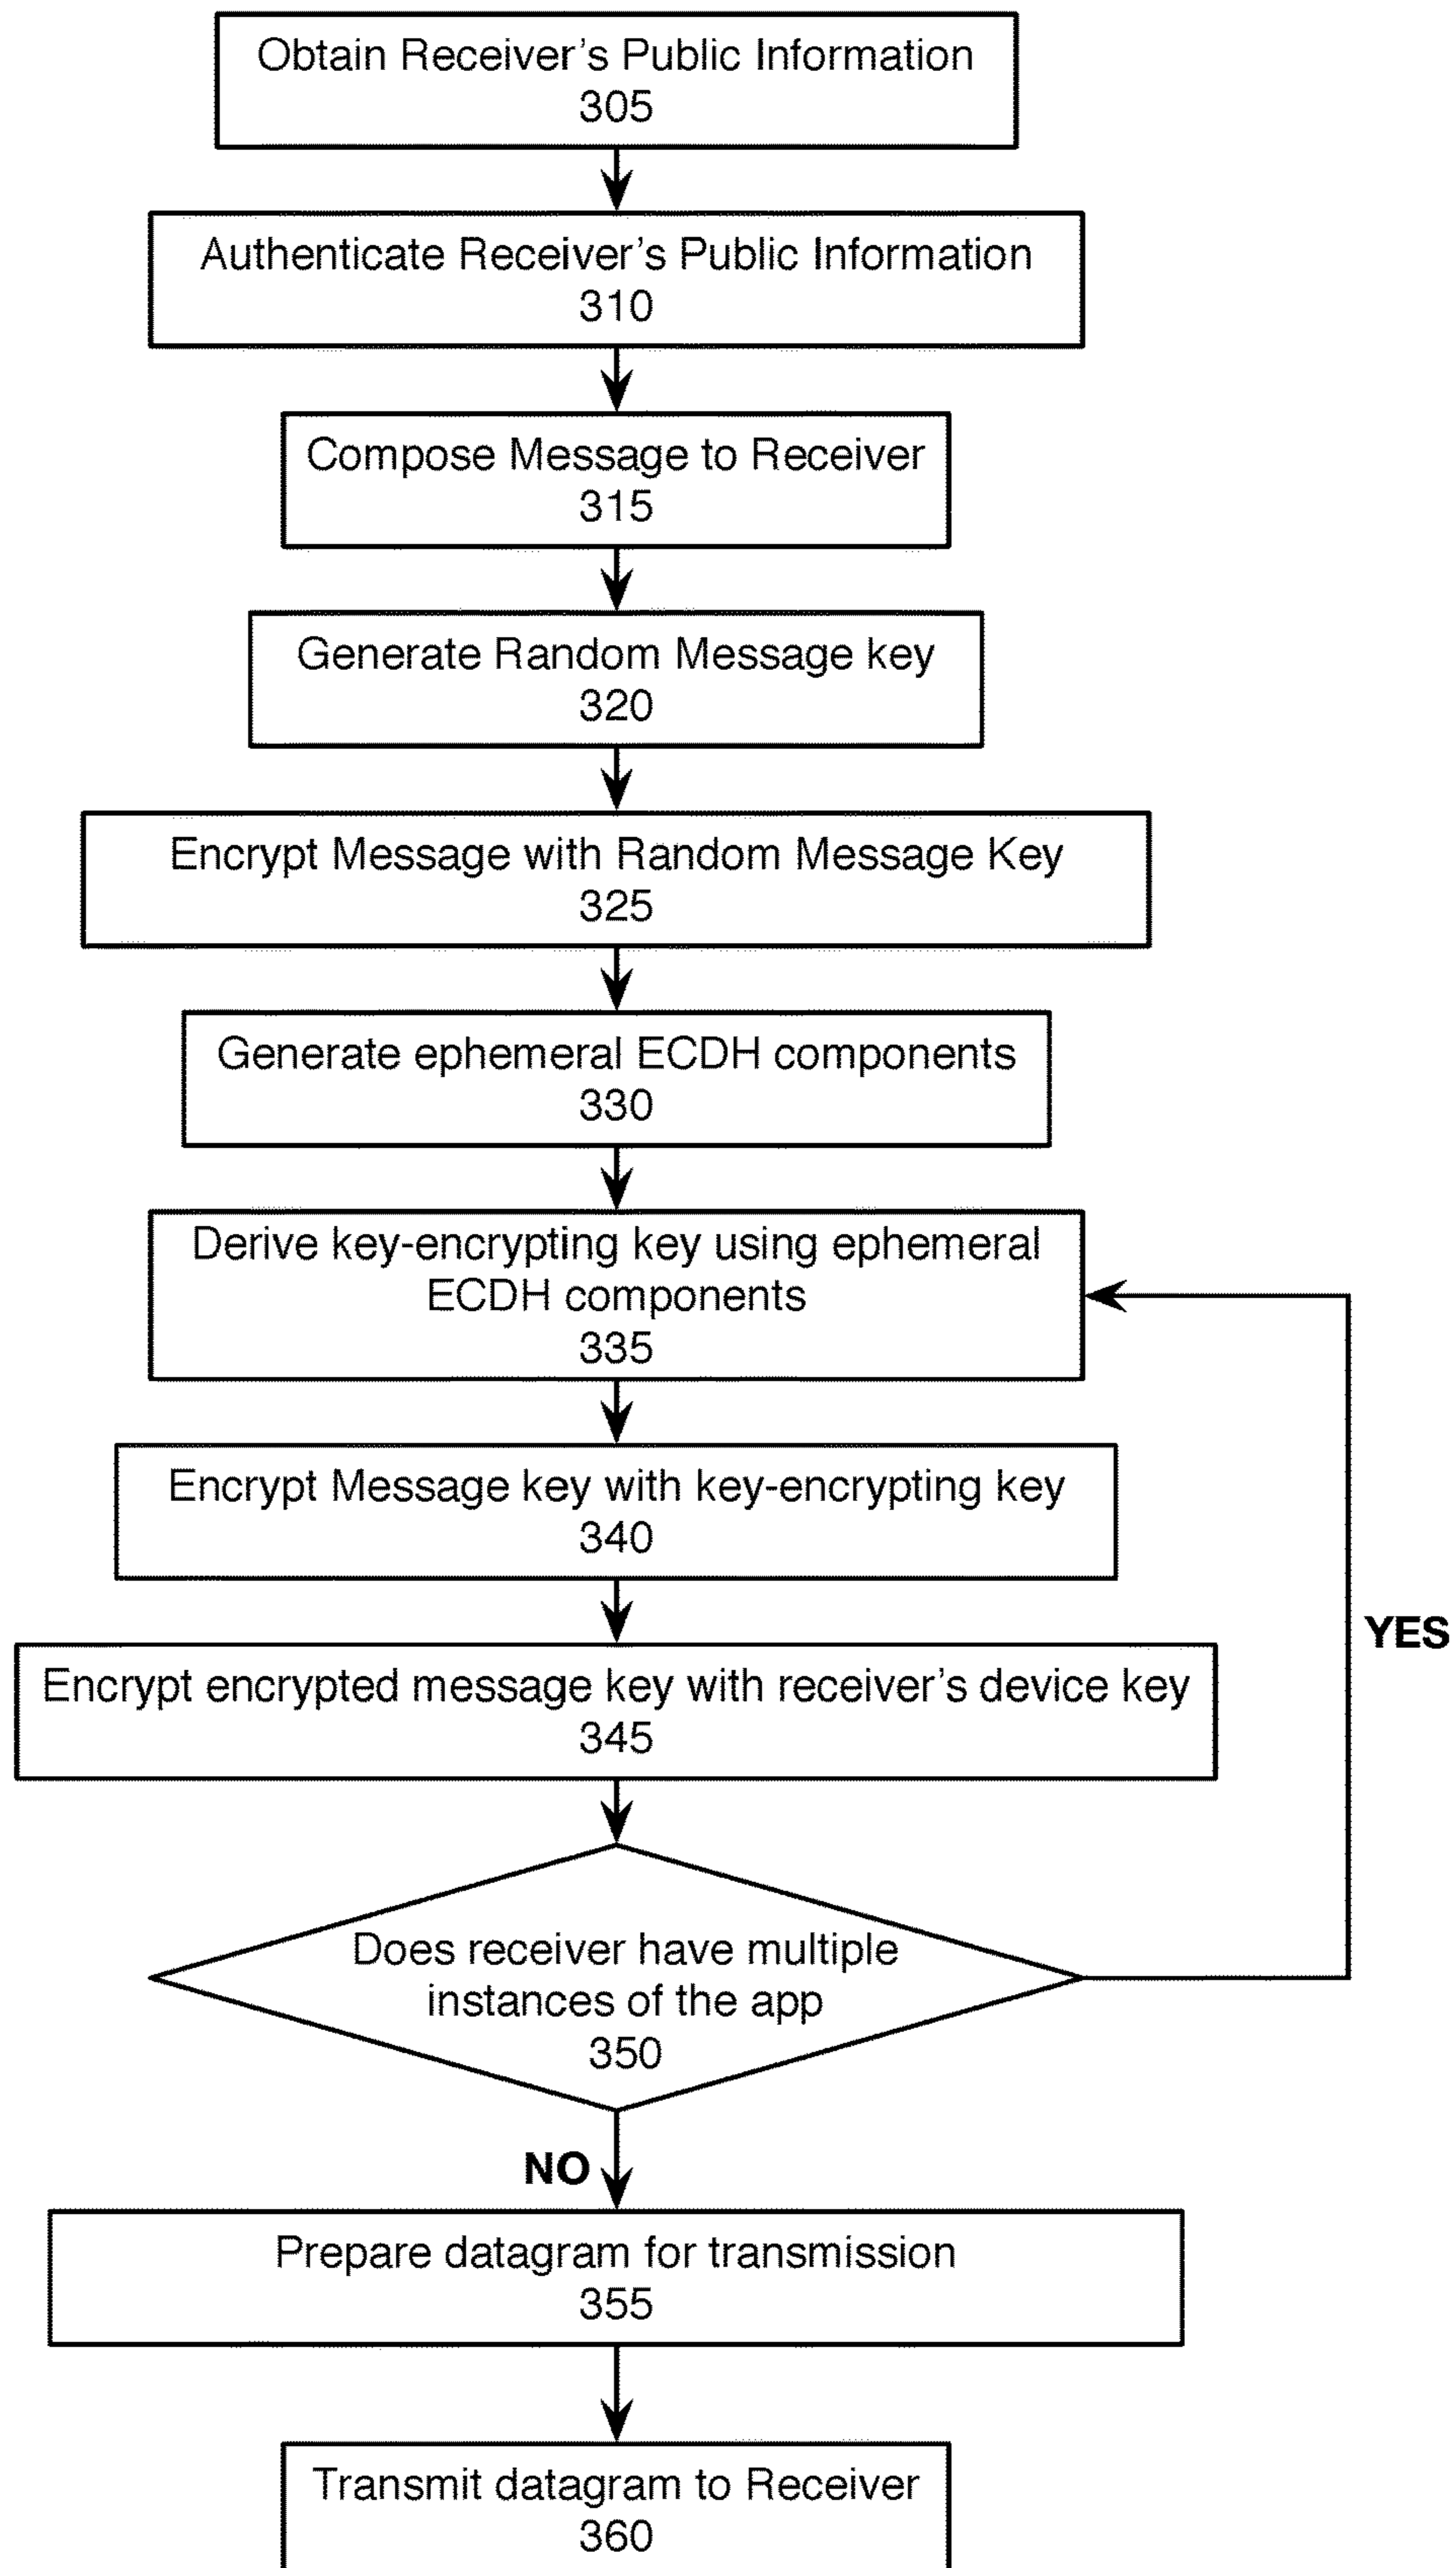 Obtain Receiver's Public Information
305
Authenticate Receiver's Public Information
310
Compose Message to Receiver
315
Generate Random Message key
320
Encrypt Message with Random Message Key
325
Generate ephemeral ECDH components
330
Derive key-encrypting key using ephemeral
ECDH components
335
Encrypt Message key with key-encrypting key
340
YES
Encrypt encrypted message key with receiver's device key
345
Does receiver have multiple
instances of the app
350
NO
Prepare datagram for transmission
355
Transmit datagram to Receiver
360